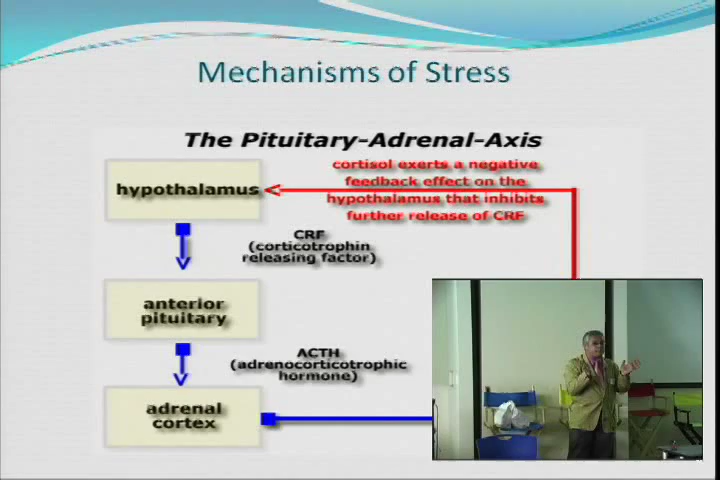 Mechanisms of Stress
The Pituitary-Adrenal-Axis
cortisol exerts a negative
feedback effect on the
hypothalamus that inhibits
further release of CRF
hypothalamus
CRF
(corticotrophin
releasing factor)
anterior
pituitary
ACTH
(adrenocorticotrophic
hormone)
adrenal
cortex